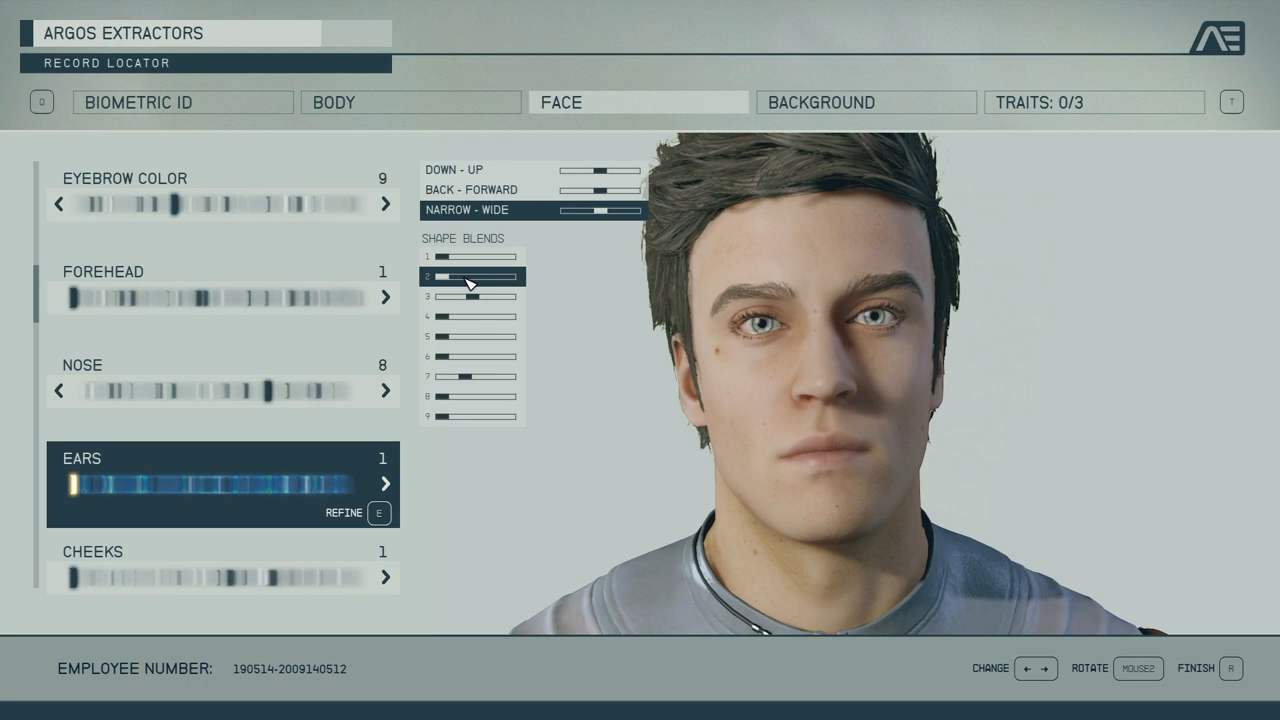 ARGOS EXTRACTORS
RECORD LOCATOR
AE
Q
BIOMETRIC ID
BODY
FACE
BACKGROUND
TRAITS: 0/3
T
EYEBROW COLOR 9
FOREHEAD 1
NOSE 8
EARS 1
REFINE E
CHEEKS 1
DOWN - UP
BACK - FORWARD
NARROW - WIDE
SHAPE BLENDS
1
2
3
4
5
6
7
8
9
EMPLOYEE NUMBER: 190514-2009140512
CHANGE ← → ROTATE MOUSE2 FINISH R